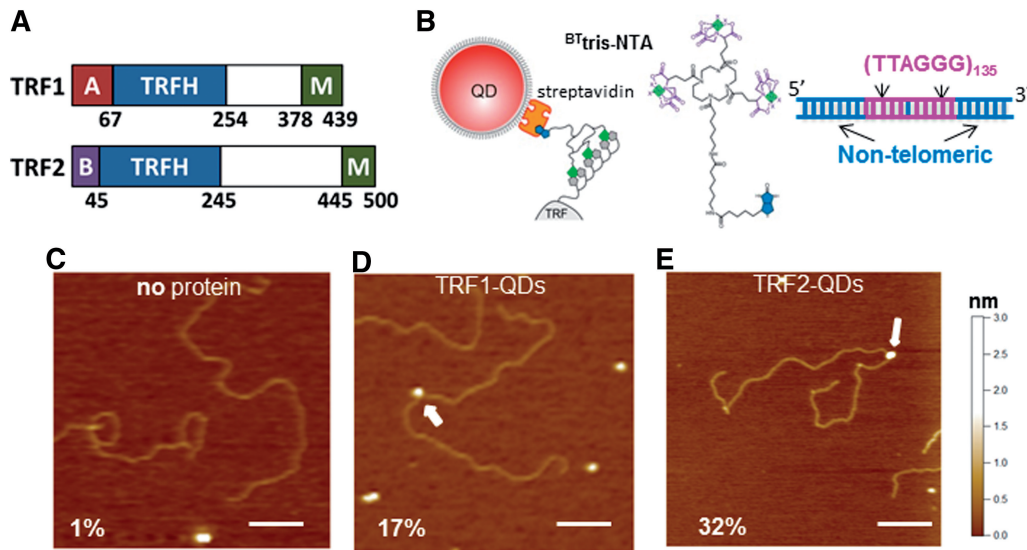 A
TRF1 A TRFH M
67 254 378 439
TRF2 B TRFH M
45 245 445 500
B
BTtris-NTA
QD
streptavidin
TRF
(TTAGGG)135
5’ 3’
Non-telomeric
C
no protein
1%
D
TRF1-QDs
17%
E
TRF2-QDs
32%
nm
3.0
2.5
2.0
1.5
1.0
0.5
0.0